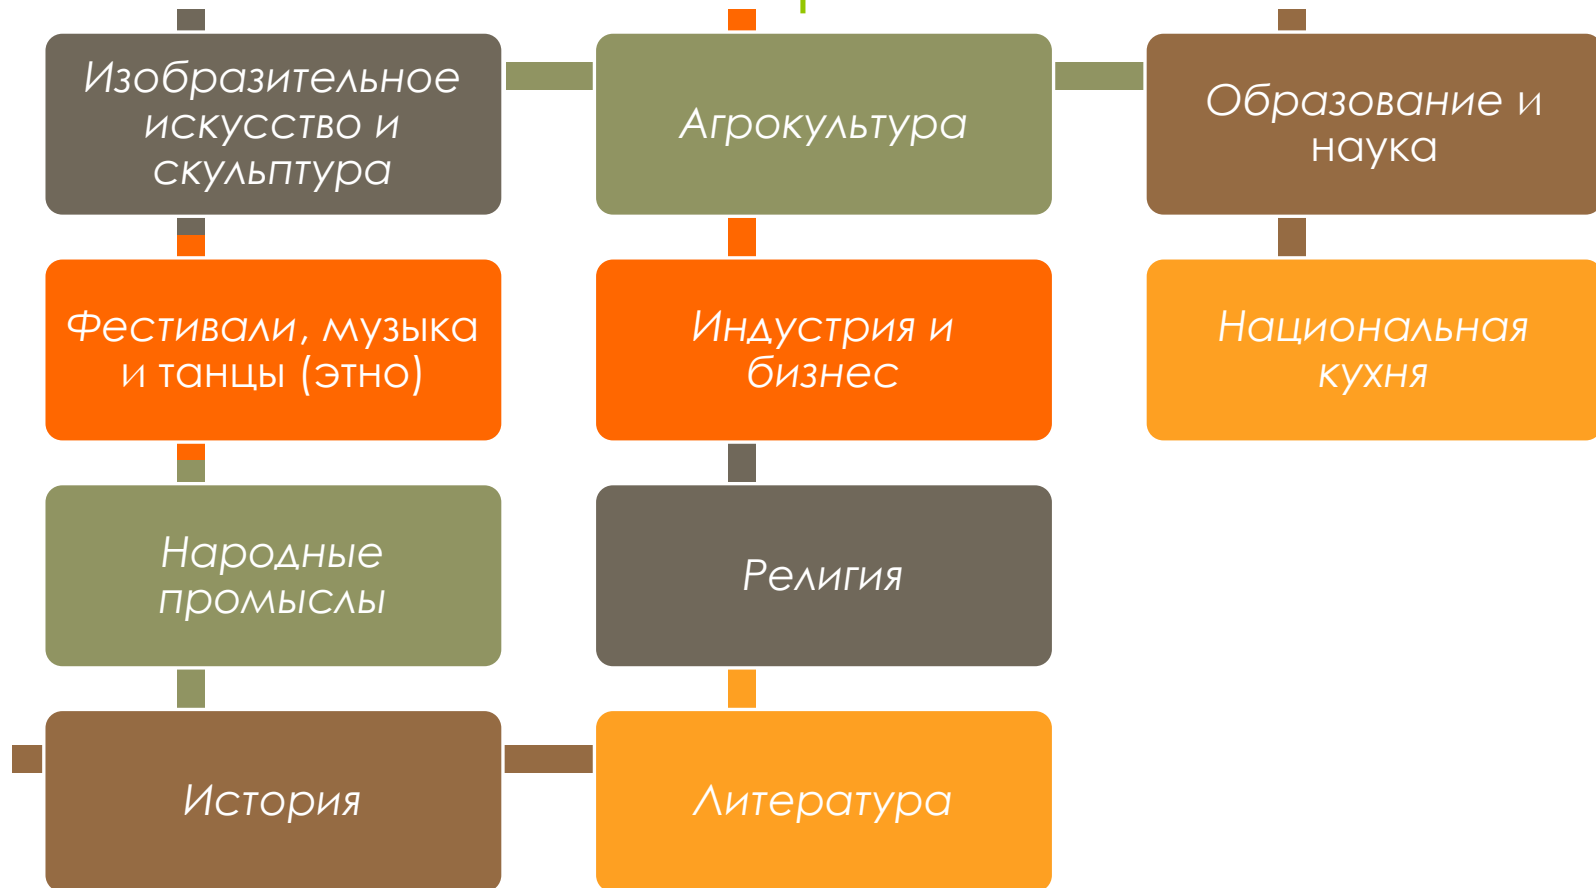 Изобразительное
искусство и
скульптура
Фестивали, музыка
и танцы (этно)
Народные
промыслы
История
Агрокультура
Индустрия и
бизнес
Религия
Литература
Образование и
наука
Национальная
кухня